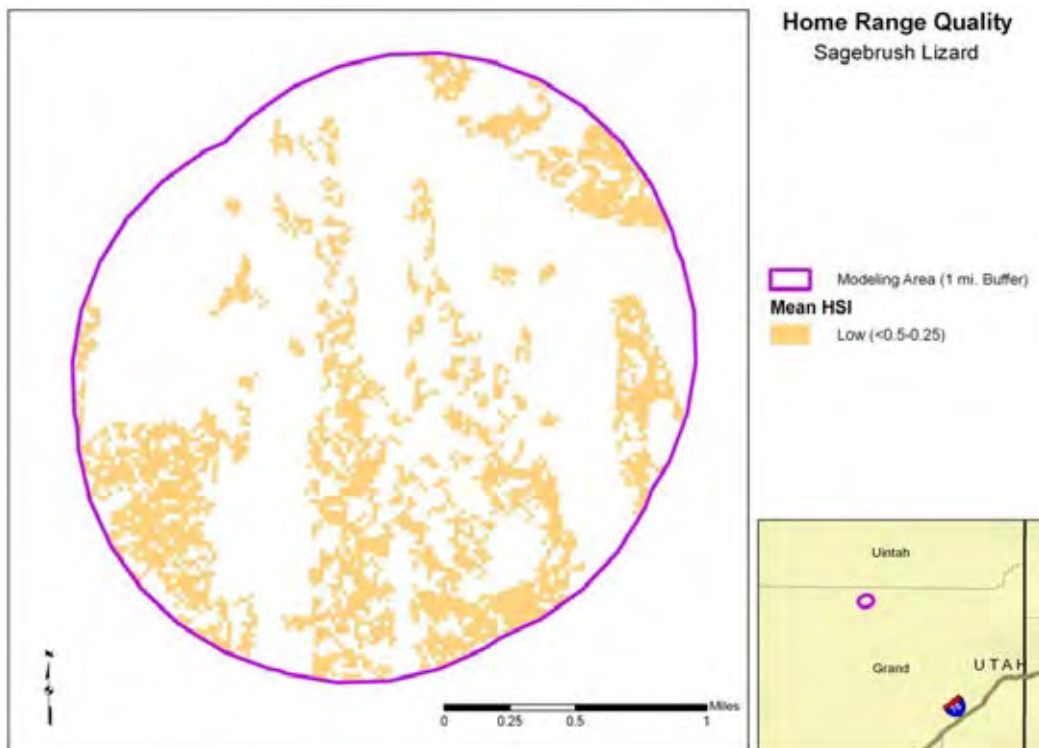 Home Range Quality
Sagebrush Lizard
Modeling Area (1 mi. Buffer)
Mean HSI
Low (<0.5-0.25)
Miles
0 0.25 0.5 1
Uintah
Grand
UTAH
70